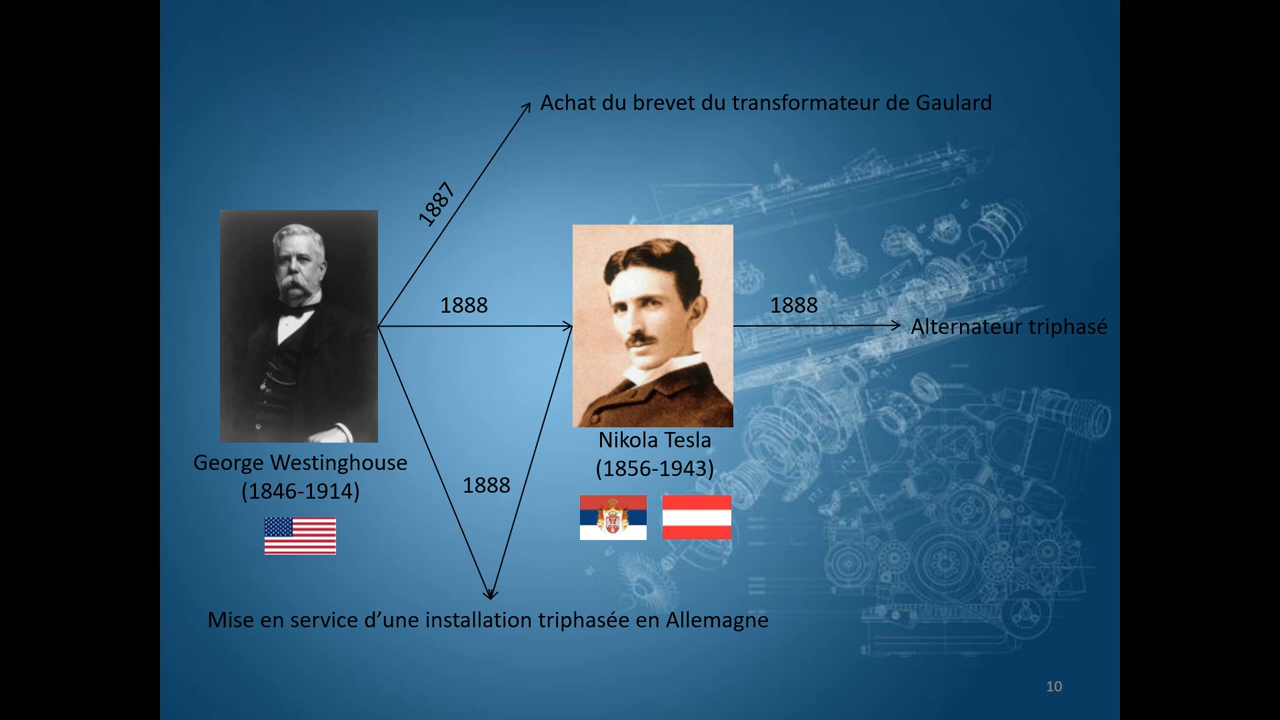 Achat du brevet du transformateur de Gaulard
1887
1888
1888
Alternateur triphasé
Nikola Tesla
(1856-1943)
George Westinghouse
(1846-1914)
1888
Mise en service d’une installation triphasée en Allemagne
10